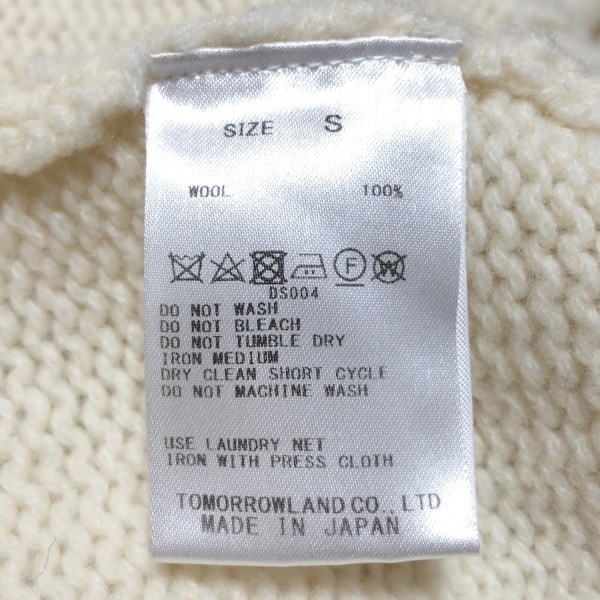 SIZE S
WOOL 100%
F W
DS004
DO NOT WASH
DO NOT BLEACH
DO NOT TUMBLE DRY
IRON MEDIUM
DRY CLEAN SHORT CYCLE
DO NOT MACHINE WASH
USE LAUNDRY NET
IRON WITH PRESS CLOTH
TOMORROWLAND CO., LTD
MADE IN JAPAN